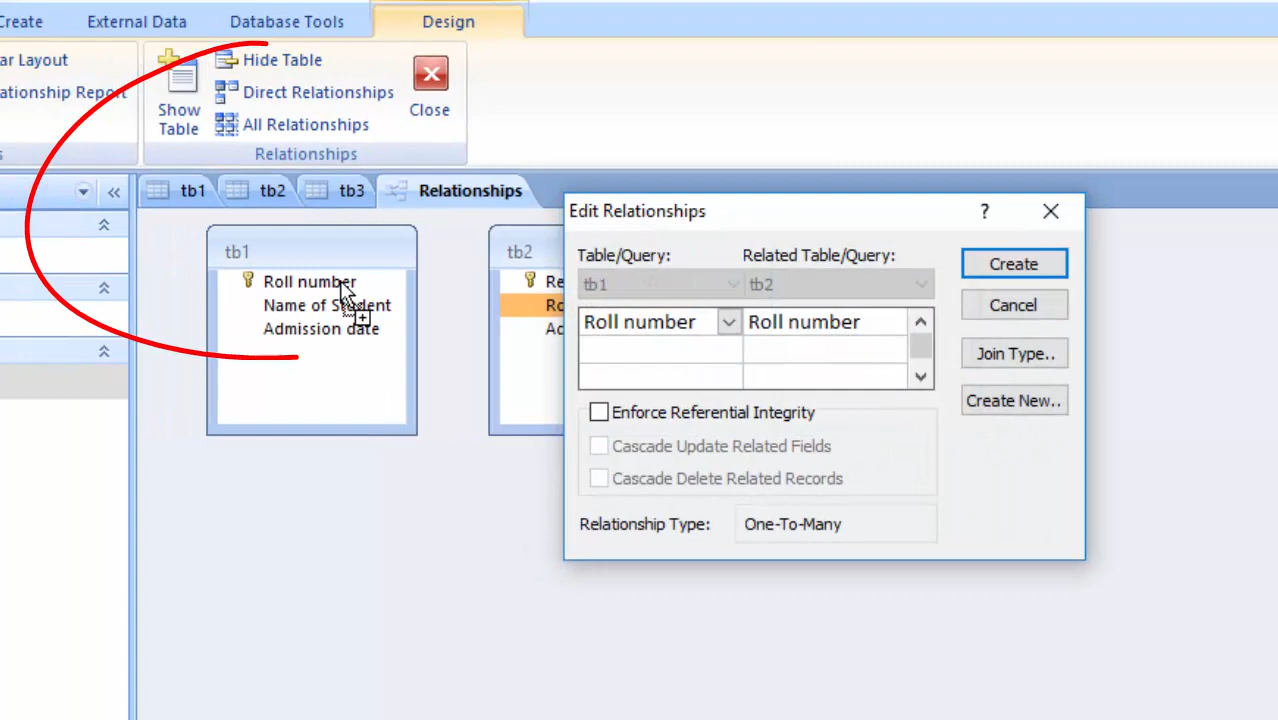 Create External Data Database Tools Design
ar Layout
ationship Report
s
Show
Table
Hide Table
Direct Relationships
All Relationships
Close
Relationships
tb1 tb2 tb3 Relationships
tb1
Roll number
Name of Student
Admission date
tb2
Re
Ro
Ad
Edit Relationships ?
Table/Query: Related Table/Query:
tb1 tb2
Roll number Roll number
Enforce Referential Integrity
Cascade Update Related Fields
Cascade Delete Related Records
Relationship Type: One-To-Many
Create
Cancel
Join Type..
Create New..